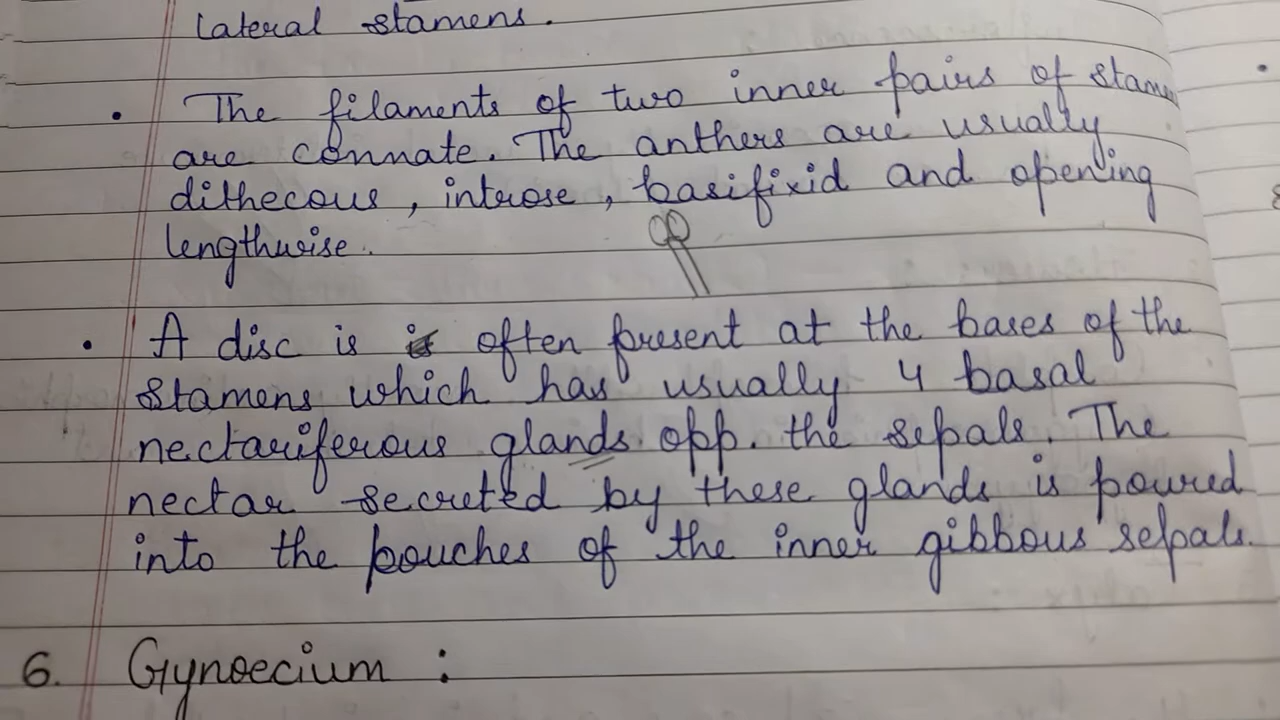 lateral stamens.
• The filaments of two inner pairs of stame
are connate. The anthers are usually
dithecous, introse, basifixid and opening
lengthwise.
• A disc is is often present at the bases of the
stamens which has usually 4 basal
nectariferous glands opp. the sepals. The
nectar secreted by these glands is poured
into the pouches of the inner gibbous sepals.
6. Gynoecium :